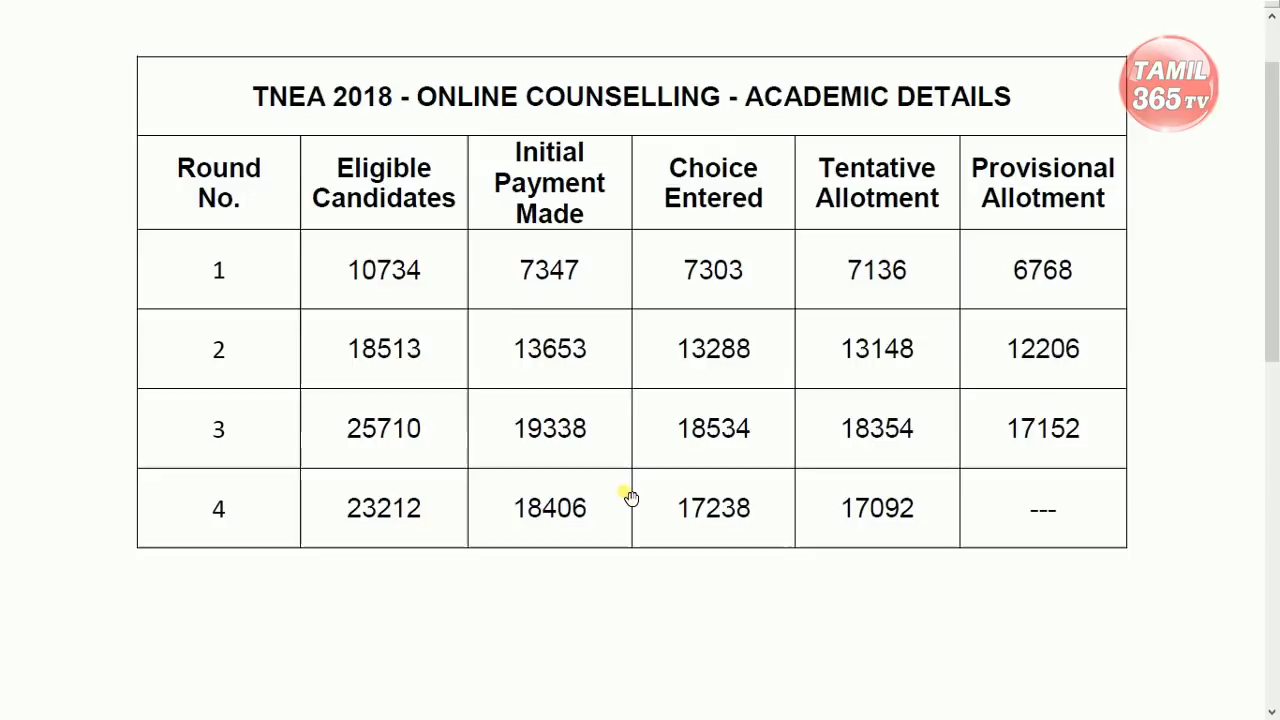 TAMIL
365 TV
TNEA 2018 - ONLINE COUNSELLING - ACADEMIC DETAILS
Round No. Eligible Candidates Initial Payment Made Choice Entered Tentative Allotment Provisional Allotment
1 10734 7347 7303 7136 6768
2 18513 13653 13288 13148 12206
3 25710 19338 18534 18354 17152
4 23212 18406 17238 17092 ---